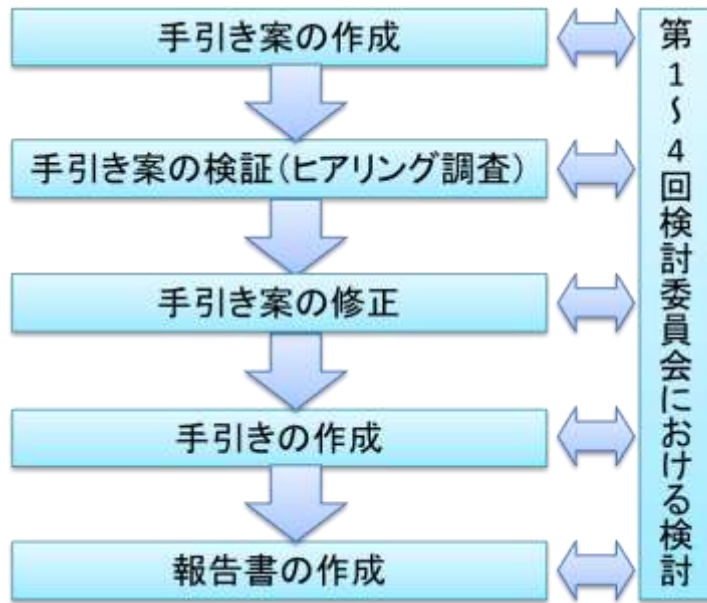 手引き案の作成
手引き案の検証(ヒアリング調査)
手引き案の修正
手引きの作成
報告書の作成
第1～4回検討委員会における検討